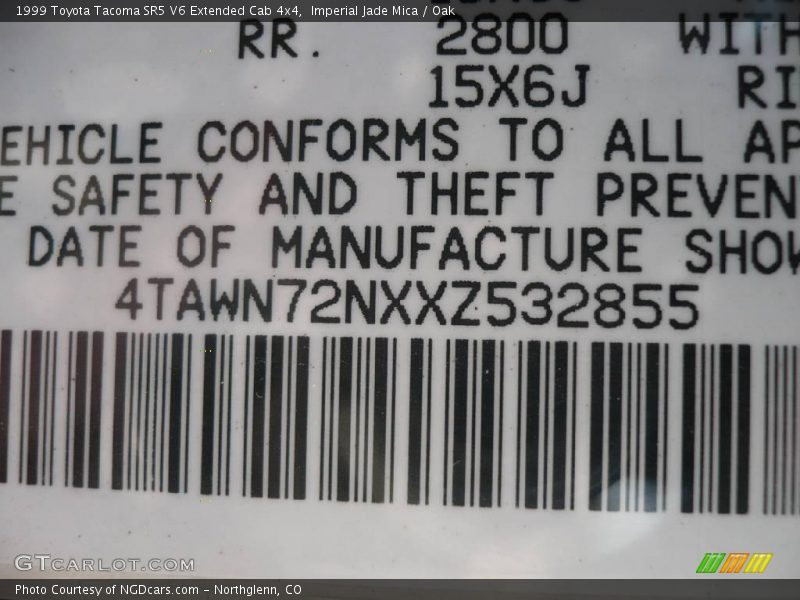 1999 Toyota Tacoma SR5 V6 Extended Cab 4x4, Imperial Jade Mica / Oak
RR. 2800 WITH
15X6J RI
EHICLE CONFORMS TO ALL AP
E SAFETY AND THEFT PREVEN
DATE OF MANUFACTURE SHOW
4TAWN72NXXZ532855
GTCARLOT.COM
Photo Courtesy of NGDcars.com – Northglenn, CO